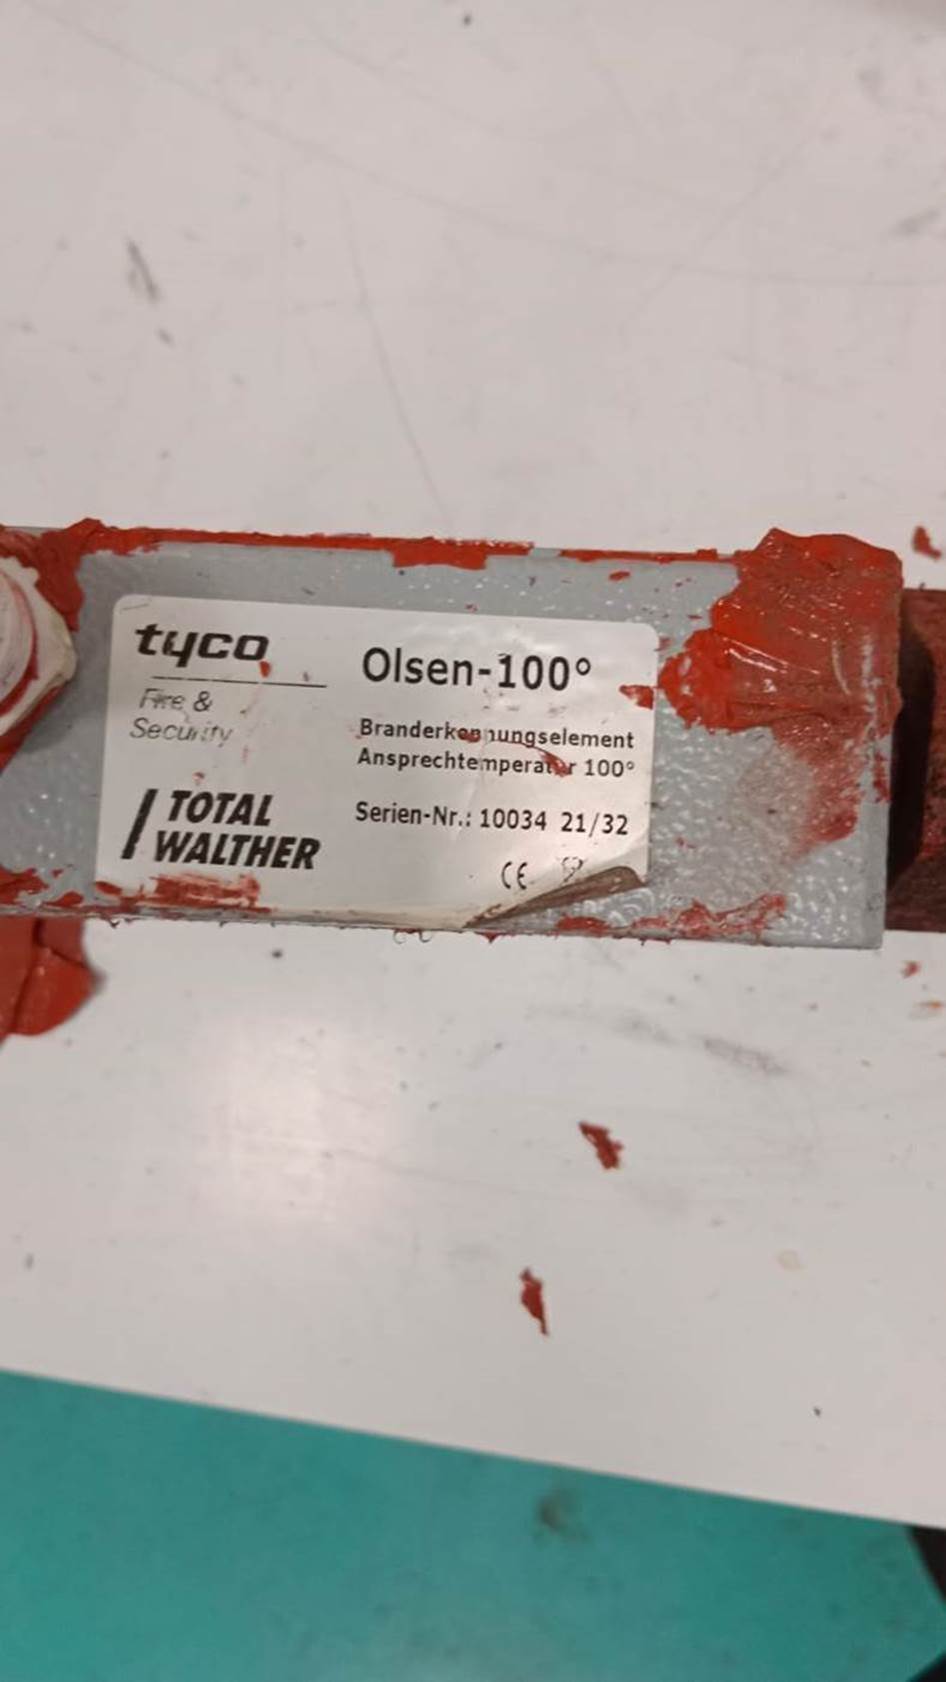 tyco
Fire &
Security
TOTAL
WALTHER
Olsen-100°
Branderkennungselement
Ansprechtemperatur 100°
Serien-Nr.: 10034 21/32
CE